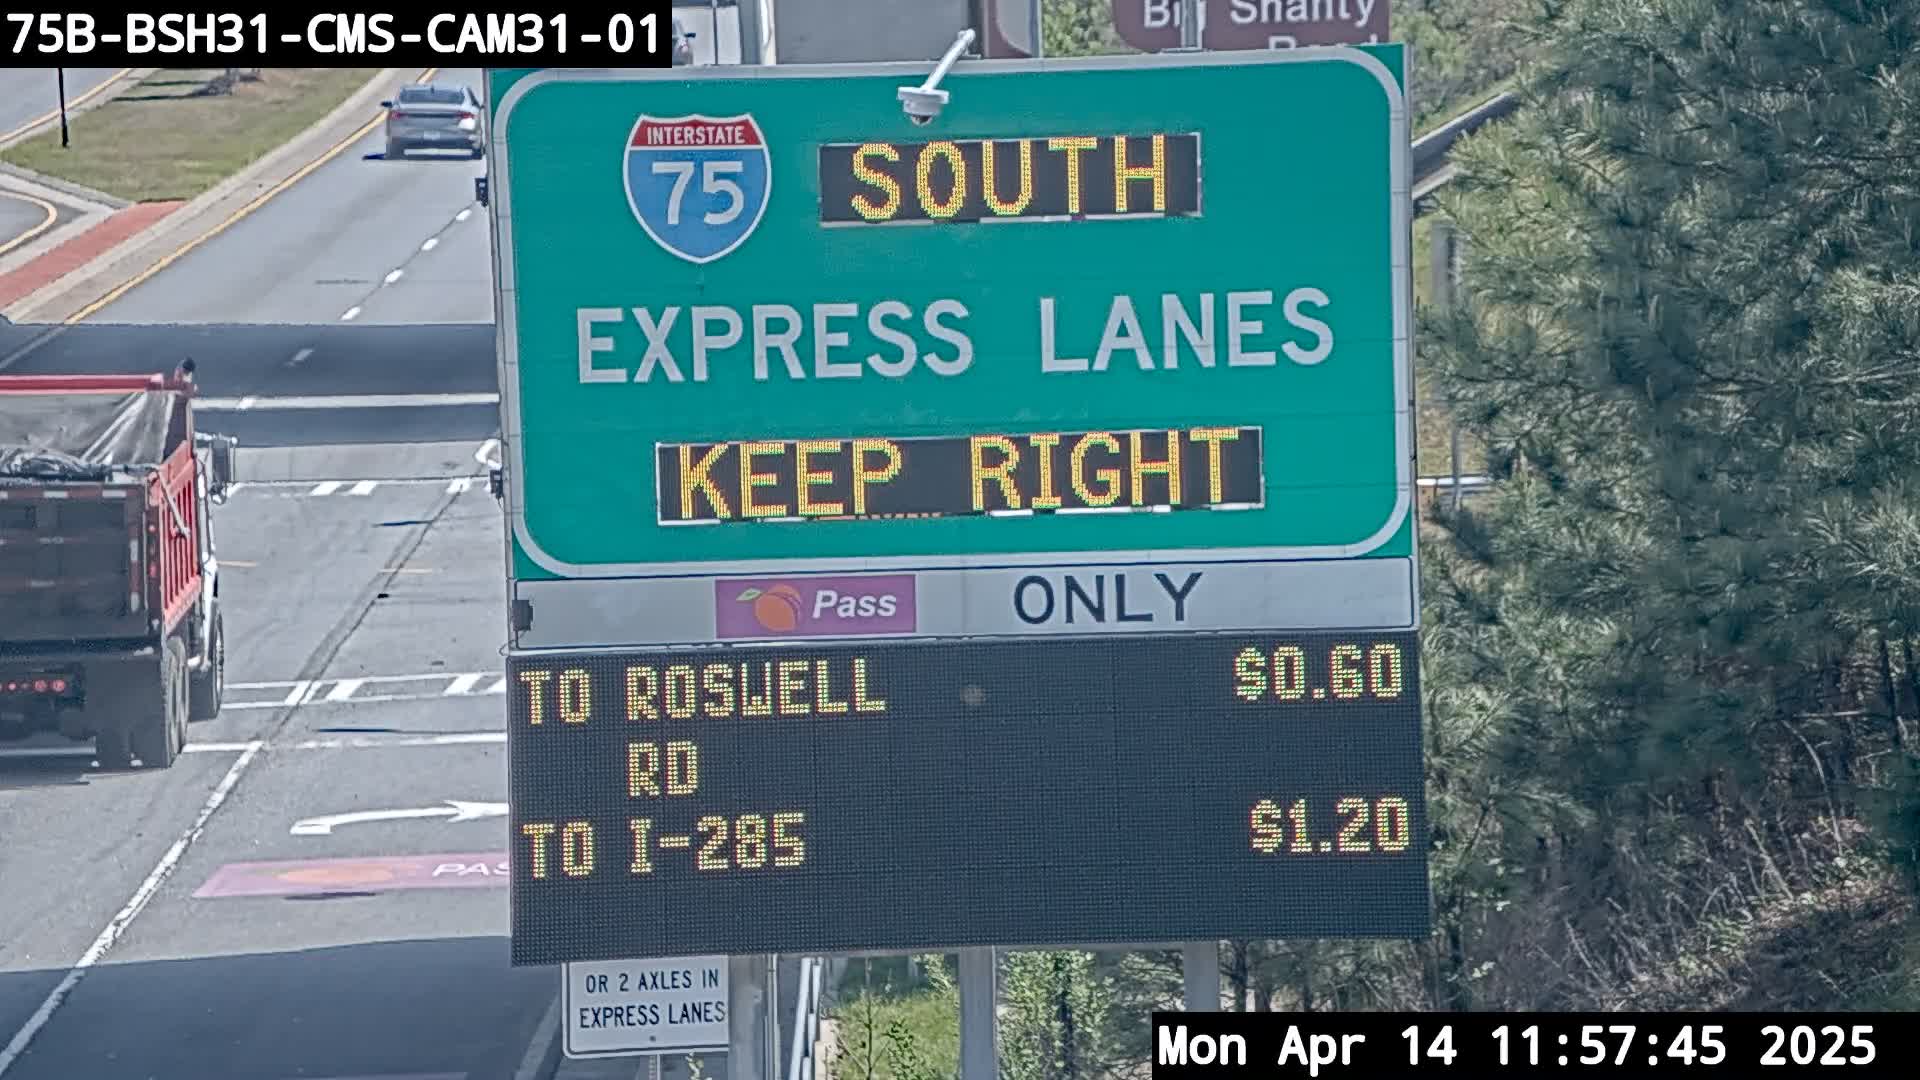 75B-BSH31-CMS-CAM31-01
Big Shanty
INTERSTATE
75
SOUTH
EXPRESS LANES
KEEP RIGHT
Pass ONLY
TO ROSWELL $0.60
RD
TO I-285 $1.20
OR 2 AXLES IN
EXPRESS LANES
Mon Apr 14 11:57:45 2025